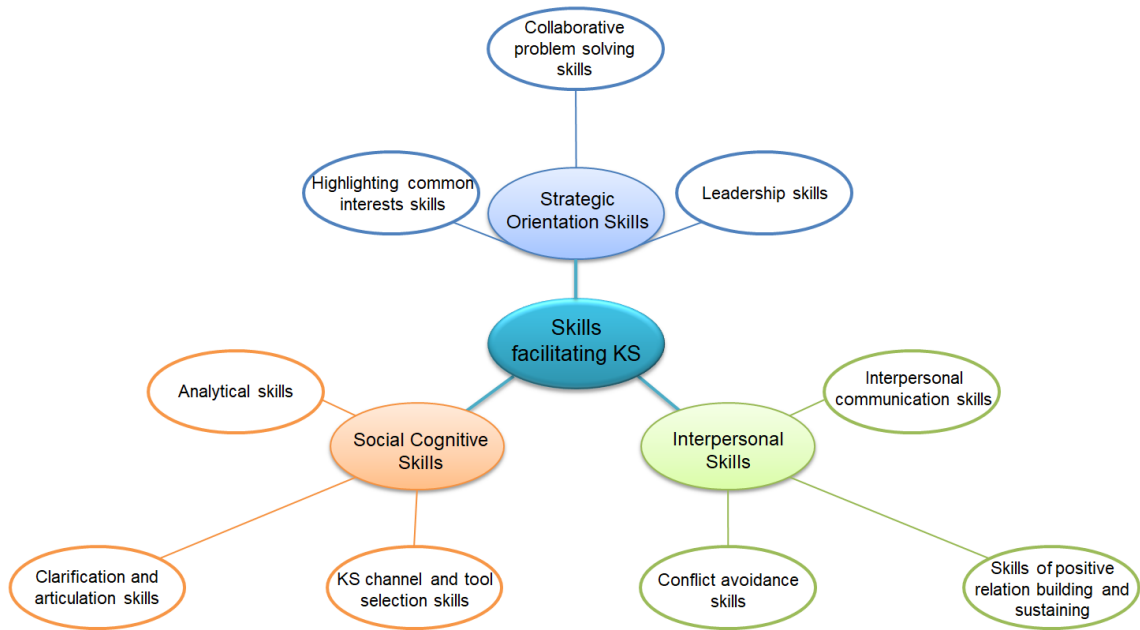 Collaborative
problem solving
skills
Highlighting common
interests skills
Strategic
Orientation Skills
Leadership skills
Skills
facilitating KS
Analytical skills
Social Cognitive
Skills
Interpersonal
Skills
Interpersonal
communication skills
Clarification and
articulation skills
KS channel and tool
selection skills
Conflict avoidance
skills
Skills of positive
relation building and
sustaining